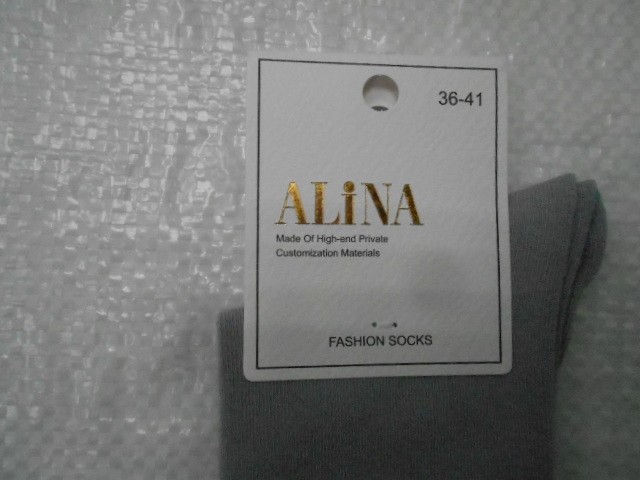 36-41
ALiNA
Made Of High-end Private
Customization Materials
FASHION SOCKS